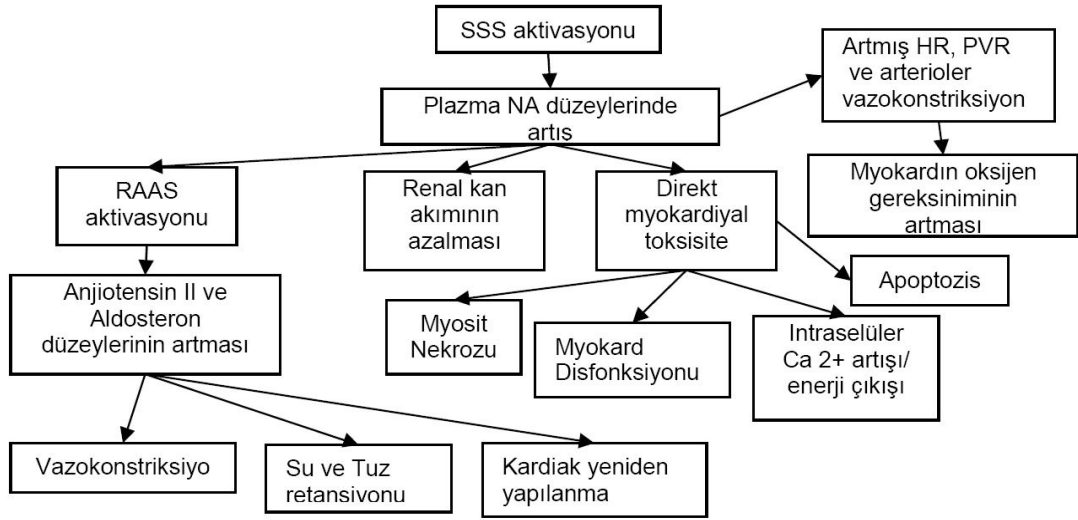 SSS aktivasyonu
Artmış HR, PVR
ve arterioler
vazokonstriksiyon
Plazma NA düzeylerinde
artış
Myokardın oksijen
gereksiniminin
artması
RAAS
aktivasyonu
Renal kan
akımının
azalması
Direkt
myokardiyal
toksisite
Apoptozis
Anjiotensin II ve
Aldosteron
düzeylerinin artması
Myosit
Nekrozu
Myokard
Disfonksiyonu
Intraselüler
Ca 2+ artışı/
enerji çıkışı
Vazokonstriksiyo
Su ve Tuz
retansivonu
Kardiak yeniden
yapılanma